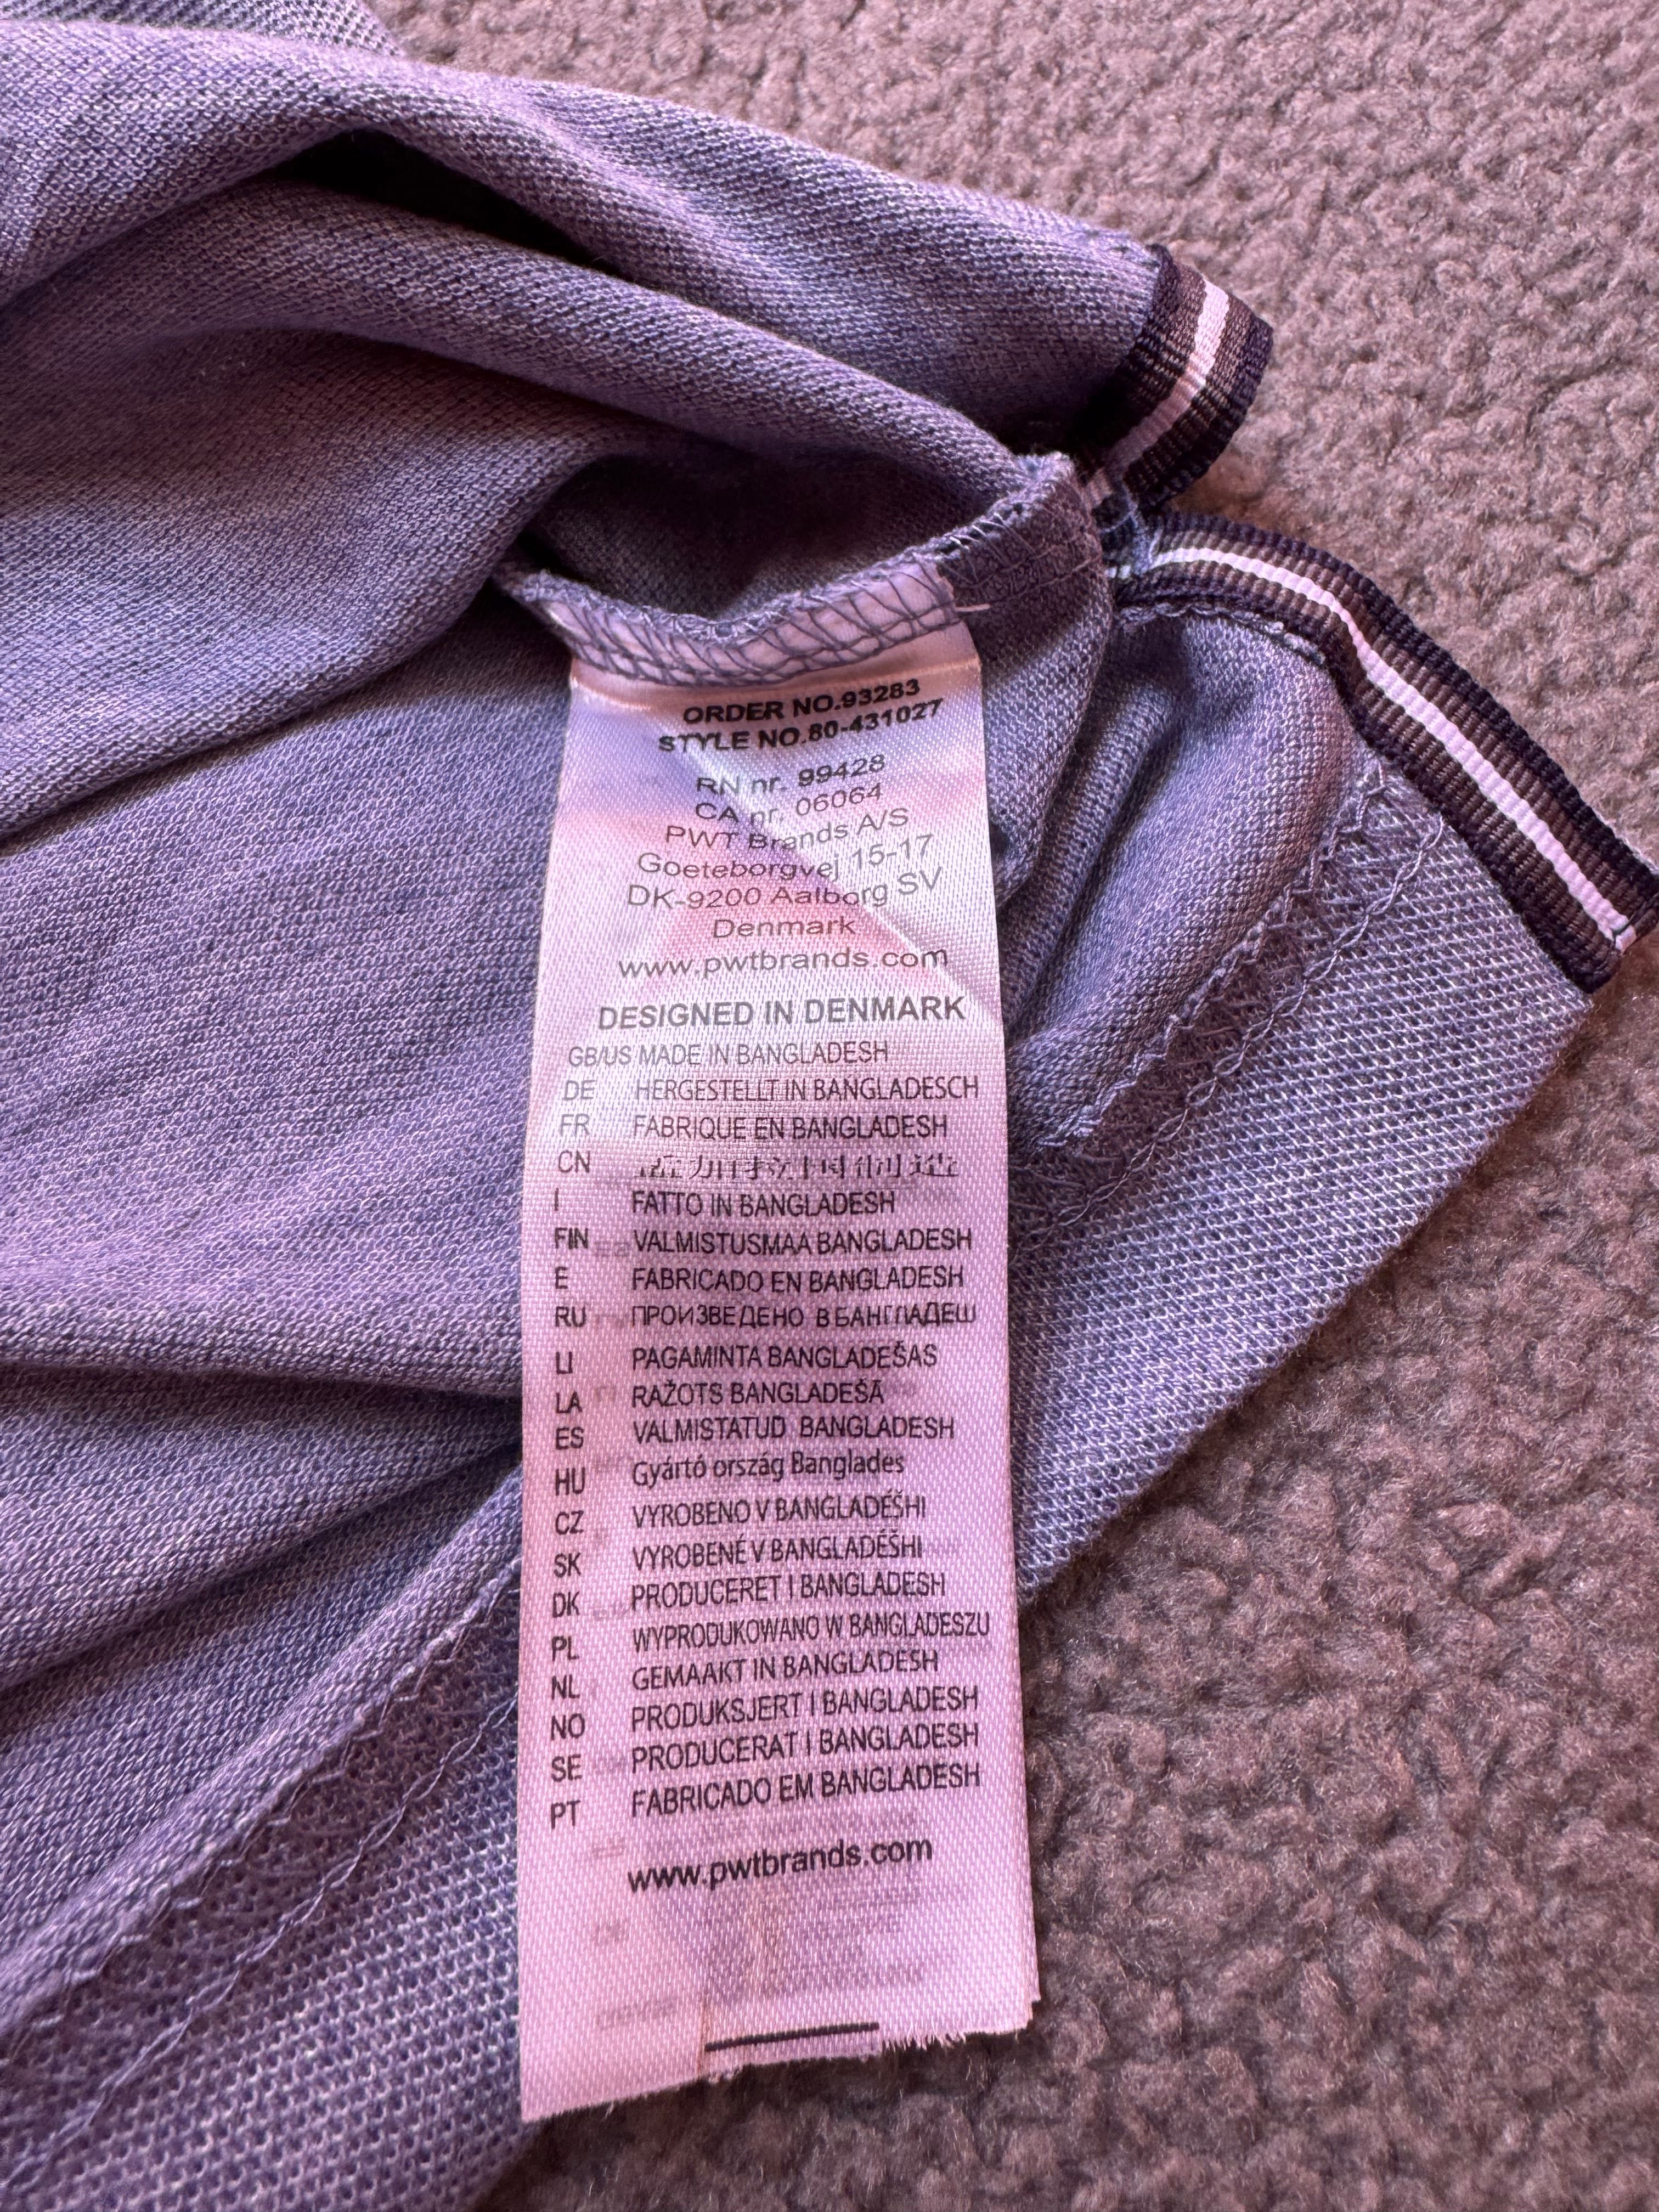 ORDER NO.93283
STYLE NO.80-431027
RN nr. 99428
CA nr. 06064
PWT Brands A/S
Goeteborgvej 15-17
DK-9200 Aalborg SV
Denmark
www.pwtbrands.com
DESIGNED IN DENMARK
GB/US MADE IN BANGLADESH
DE HERGESTELLT IN BANGLADESCH
FR FABRIQUE EN BANGLADESH
CN
I FATTO IN BANGLADESH
FIN VALMISTUSMAA BANGLADESH
E FABRICADO EN BANGLADESH
RU ПРОИЗВЕДЕНО В БАНГЛАДЕШ
LI PAGAMINTA BANGLADEŠAS
LA RAŽOTS BANGLADEŠĀ
ES VALMISTATUD BANGLADESH
HU Gyártó ország Banglades
CZ VYROBENO V BANGLADÉŠHI
SK VYROBENÉ V BANGLADÉŠHI
DK PRODUCERET I BANGLADESH
PL WYPRODUKOWANO W BANGLADESZU
NL GEMAAKT IN BANGLADESH
NO PRODUKSJERT I BANGLADESH
SE PRODUCERAT I BANGLADESH
PT FABRICADO EM BANGLADESH
www.pwtbrands.com